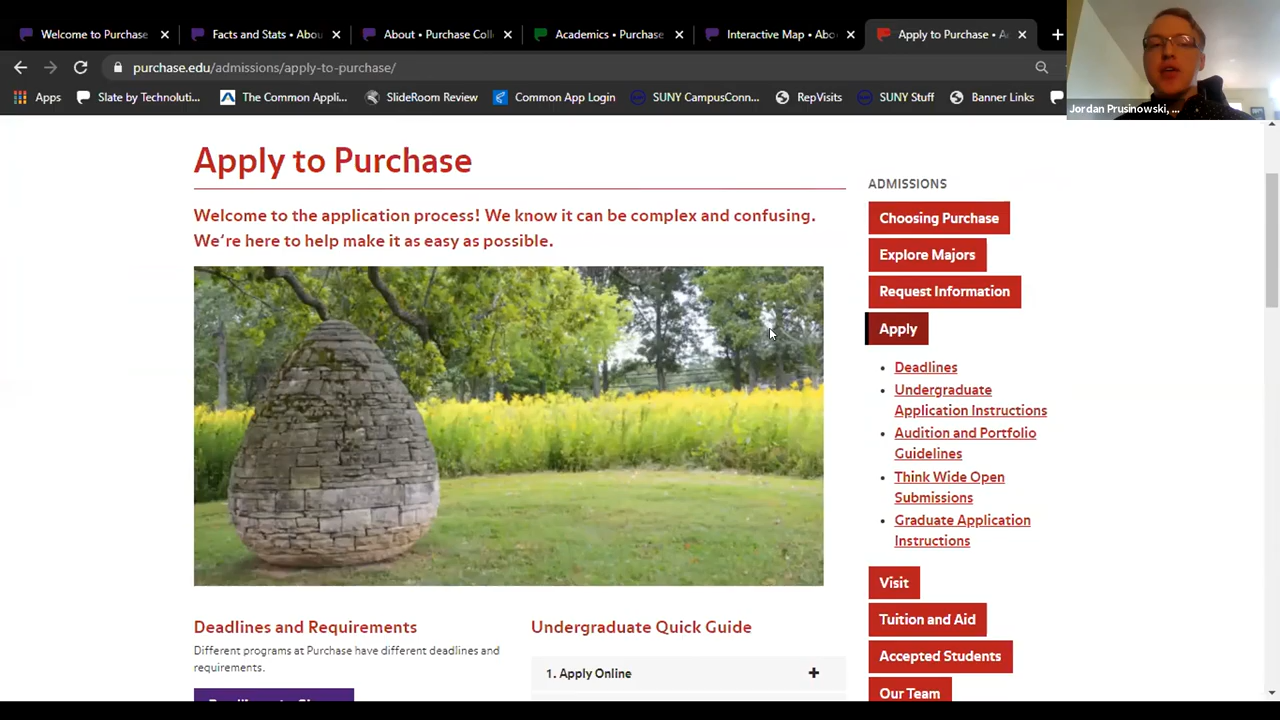 Welcome to Purchase
Facts and Stats • Abou
About • Purchase Coll
Academics • Purchase
Interactive Map • Abo
Apply to Purchase • A
purchase.edu/admissions/apply-to-purchase/
Apps
Slate by Technoluti...
The Common Appli...
SlideRoom Review
Common App Login
SUNY CampusConn...
RepVisits
SUNY Stuff
Banner Links
Jordan Prusinowski, ...
Apply to Purchase
Welcome to the application process! We know it can be complex and confusing.
We're here to help make it as easy as possible.
ADMISSIONS
Choosing Purchase
Explore Majors
Request Information
Apply
Deadlines
Undergraduate
Application Instructions
Audition and Portfolio
Guidelines
Think Wide Open
Submissions
Graduate Application
Instructions
Visit
Tuition and Aid
Accepted Students
Our Team
Deadlines and Requirements
Different programs at Purchase have different deadlines and
requirements.
Undergraduate Quick Guide
1. Apply Online